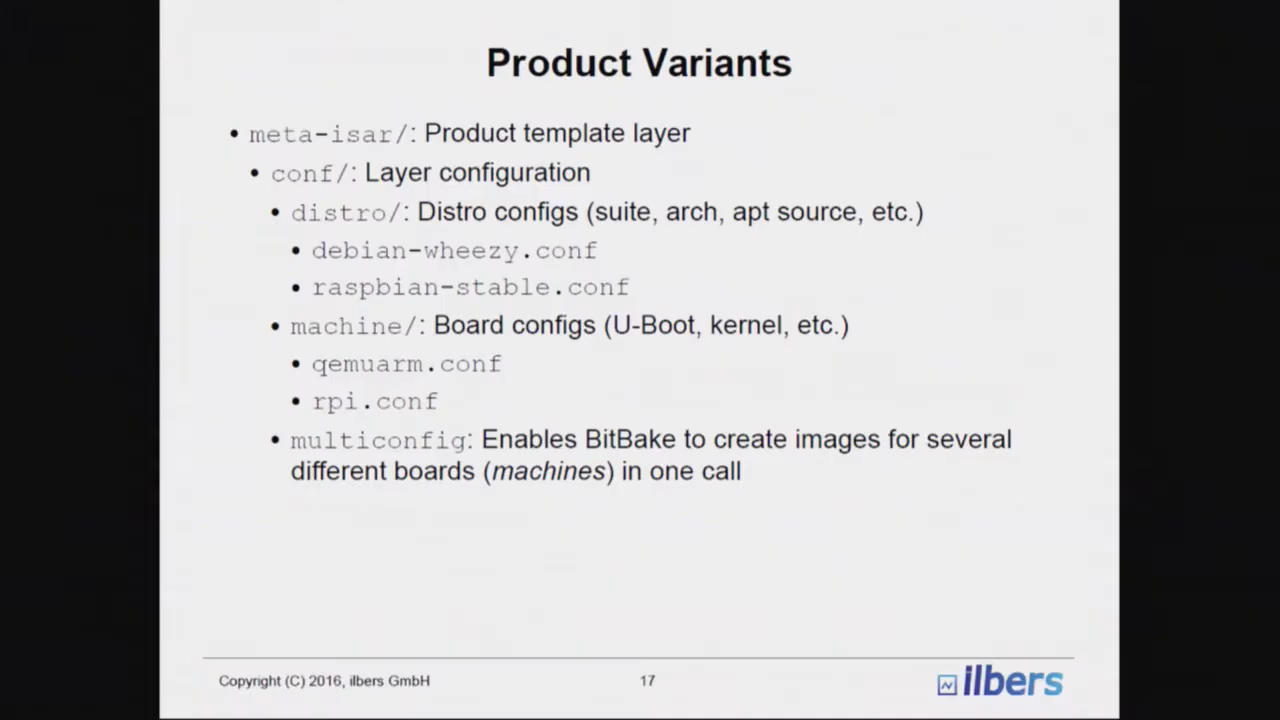 Product Variants
• meta-isar/: Product template layer
• conf/: Layer configuration
• distro/: Distro configs (suite, arch, apt source, etc.)
• debian-wheezy.conf
• raspbian-stable.conf
• machine/: Board configs (U-Boot, kernel, etc.)
• qemuarm.conf
• rpi.conf
• multiconfig: Enables BitBake to create images for several
different boards (machines) in one call
Copyright (C) 2016, ilbers GmbH
17
ilbers